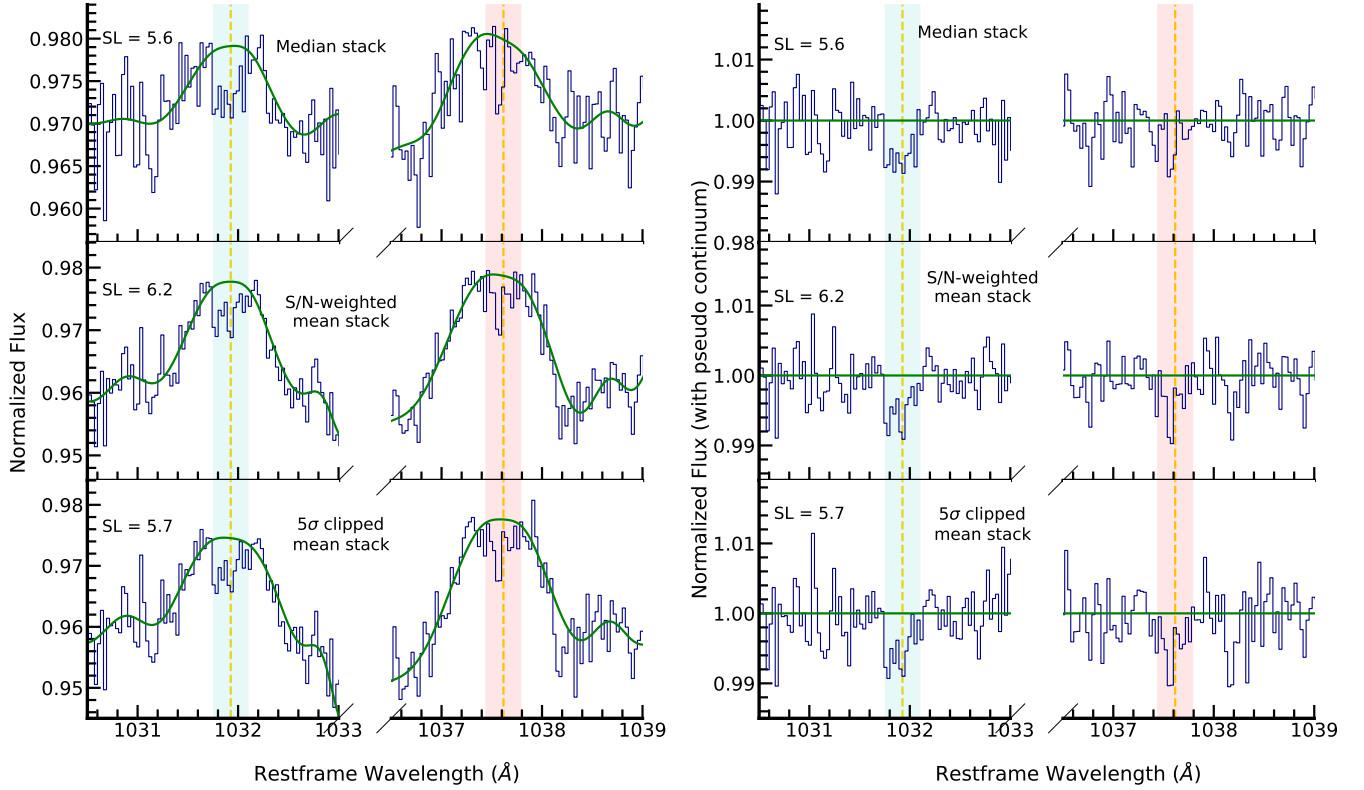 Normalized Flux
0.980
0.975
0.970
0.965
0.960
SL = 5.6
Median stack
0.98
0.97
0.96
0.95
SL = 6.2
S/N-weighted
mean stack
0.98
0.97
0.96
0.95
SL = 5.7
5σ clipped
mean stack
1031
1032
1033
1037
1038
1039
Restframe Wavelength (Å)
Normalized Flux (with pseudo continuum)
1.01
1.00
0.99
0.98
SL = 5.6
Median stack
1.01
1.00
0.99
SL = 6.2
S/N-weighted
mean stack
1.01
1.00
0.99
SL = 5.7
5σ clipped
mean stack
1031
1032
1033
1037
1038
1039
Restframe Wavelength (Å)